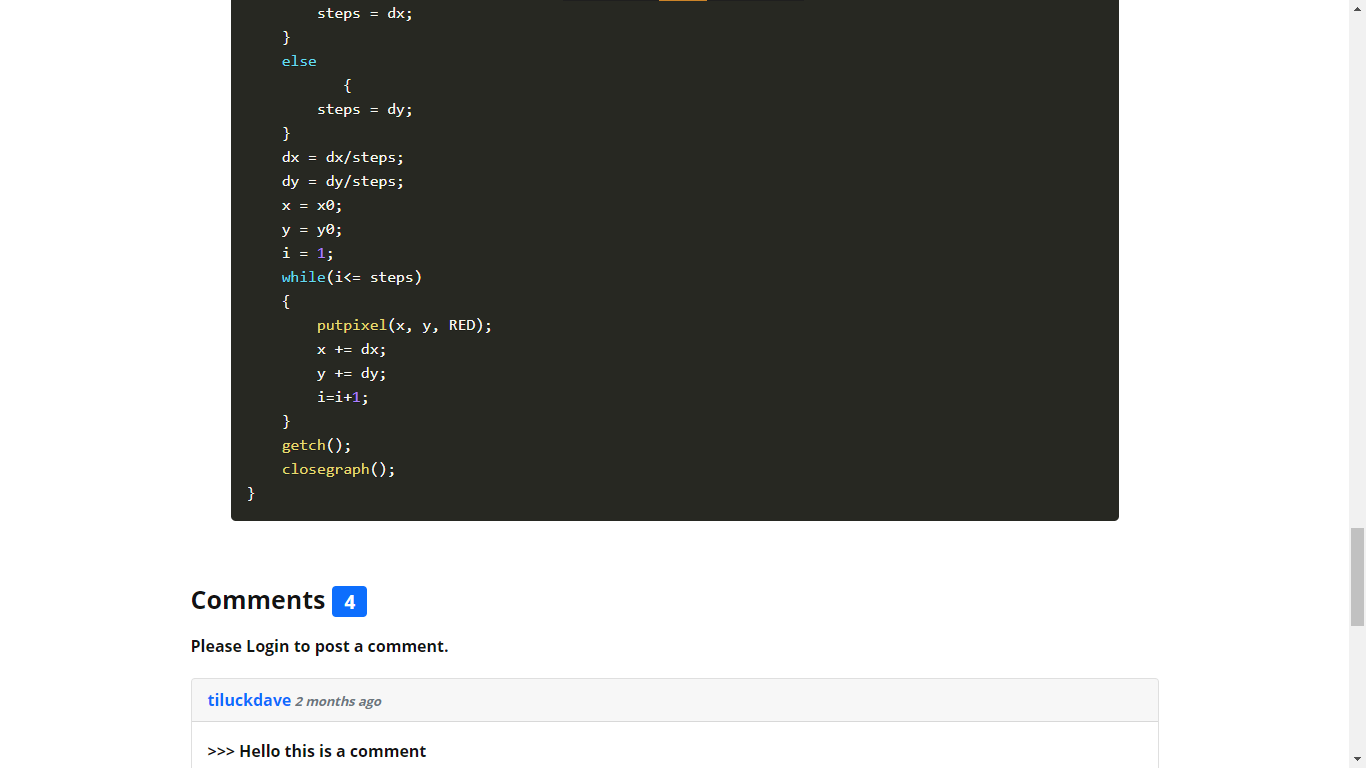 steps = dx;
    }
    else
           {
        steps = dy;
    }
    dx = dx/steps;
    dy = dy/steps;
    x = x0;
    y = y0;
    i = 1;
    while(i<= steps)
    {
        putpixel(x, y, RED);
        x += dx;
        y += dy;
        i=i+1;
    }
    getch();
    closegraph();
}
Comments 4
Please Login to post a comment.
tiluckdave 2 months ago
>>> Hello this is a comment